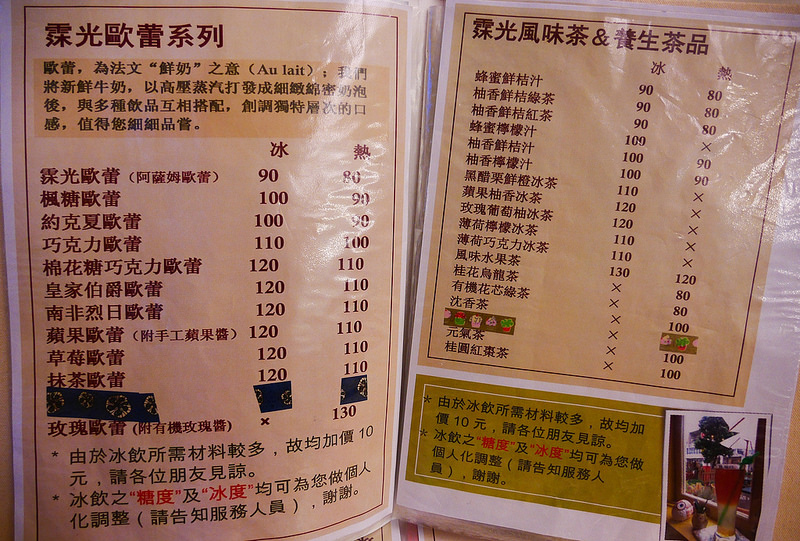 霂光歐蕾系列
歐蕾，為法文“鮮奶”之意（Au lait）；我們
將新鮮牛奶，以高壓蒸汽打發成細緻綿密奶泡
後，與多種飲品互相搭配，創調獨特層次的口
感，值得您細細品嘗。
冰 熱
霂光歐蕾（阿薩姆歐蕾） 90 80
楓糖歐蕾 100 90
約克夏歐蕾 100 90
巧克力歐蕾 110 100
棉花糖巧克力歐蕾 120 110
皇家伯爵歐蕾 120 110
南非烈日歐蕾 120 110
蘋果歐蕾（附手工蘋果醬） 120 110
草莓歐蕾 120 110
抹茶歐蕾 120 110
玫瑰歐蕾（附有機玫瑰醬） × 130
* 由於冰飲所需材料較多，故均加價 10
元，請各位朋友見諒。
* 冰飲之“糖度”及“冰度”均可為您做個人
化調整（請告知服務人員），謝謝。
霂光風味茶＆養生茶品
冰 熱
蜂蜜鮮桔汁 90 80
柚香鮮桔綠茶 90 80
柚香鮮桔紅茶 90 80
蜂蜜檸檬汁 100 ×
柚香鮮桔汁 100 90
柚香檸檬汁 100 90
黑醋栗鮮橙冰茶 110 ×
蘋果柚香冰茶 120 ×
玫瑰葡萄柚冰茶 120 ×
薄荷檸檬冰茶 110 ×
薄荷巧克力冰茶 110 ×
風味水果茶 130 120
桂花烏龍茶 × 80
有機花芯綠茶 × 80
沈香茶 × 100
元氣茶 × 100
桂圓紅棗茶 × 100
* 由於冰飲所需材料較多，故均加
價 10 元，請各位朋友見諒。
* 冰飲之“糖度”及“冰度”均可為您做
個人化調整（請告知服務人
員），謝謝。